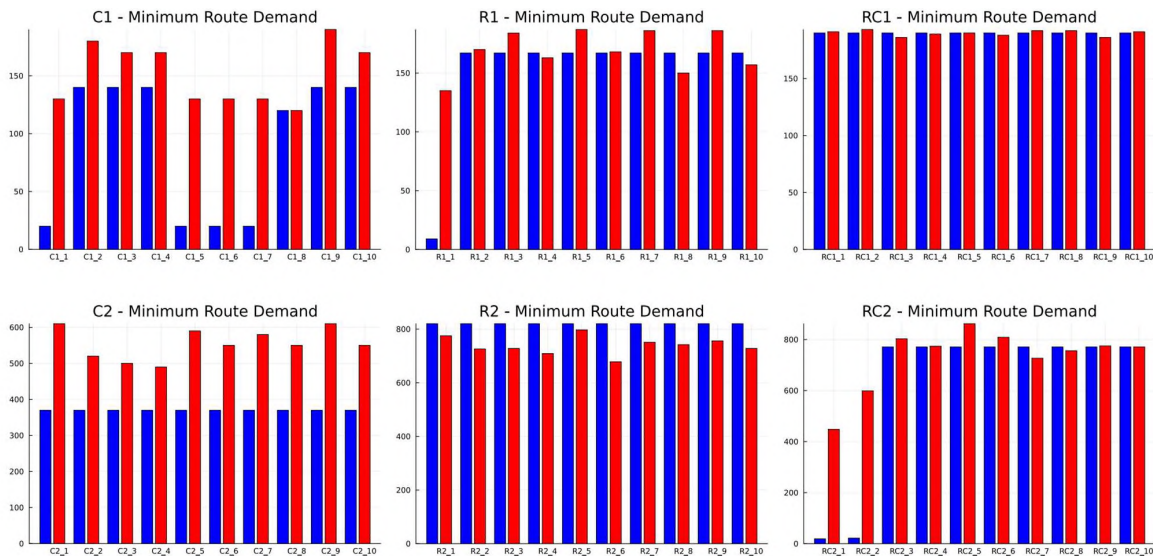 C1 - Minimum Route Demand
150
100
50
0
C1_1 C1_2 C1_3 C1_4 C1_5 C1_6 C1_7 C1_8 C1_9 C1_10
R1 - Minimum Route Demand
150
100
50
0
R1_1 R1_2 R1_3 R1_4 R1_5 R1_6 R1_7 R1_8 R1_9 R1_10
RC1 - Minimum Route Demand
150
100
50
0
RC1_1 RC1_2 RC1_3 RC1_4 RC1_5 RC1_6 RC1_7 RC1_8 RC1_9 RC1_10
C2 - Minimum Route Demand
600
500
400
300
200
100
0
C2_1 C2_2 C2_3 C2_4 C2_5 C2_6 C2_7 C2_8 C2_9 C2_10
R2 - Minimum Route Demand
800
600
400
200
0
R2_1 R2_2 R2_3 R2_4 R2_5 R2_6 R2_7 R2_8 R2_9 R2_10
RC2 - Minimum Route Demand
800
600
400
200
0
RC2_1 RC2_2 RC2_3 RC2_4 RC2_5 RC2_6 RC2_7 RC2_8 RC2_9 RC2_10